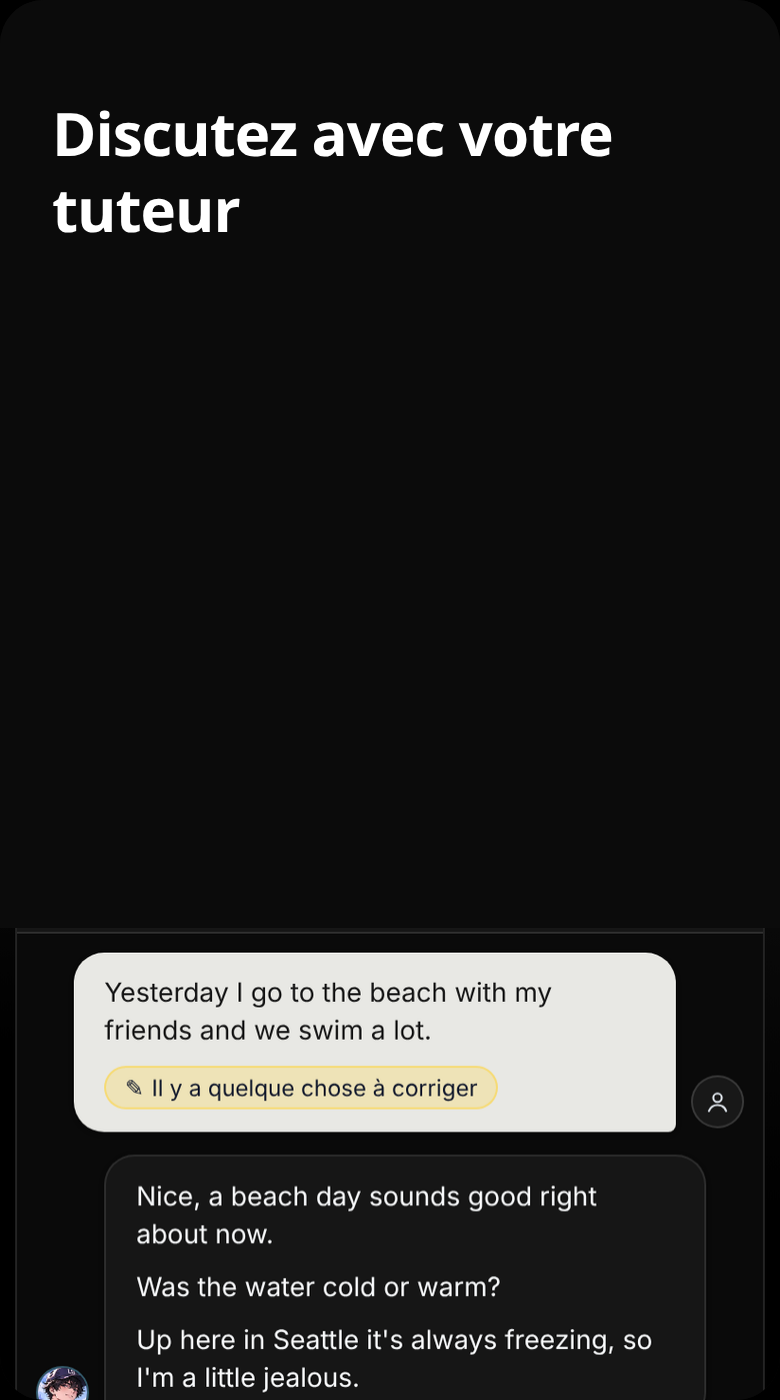 Discutez avec votre
tuteur
Yesterday I go to the beach with my
friends and we swim a lot.
✎ Il y a quelque chose à corriger
Nice, a beach day sounds good right
about now.
Was the water cold or warm?
Up here in Seattle it's always freezing, so
I'm a little jealous.